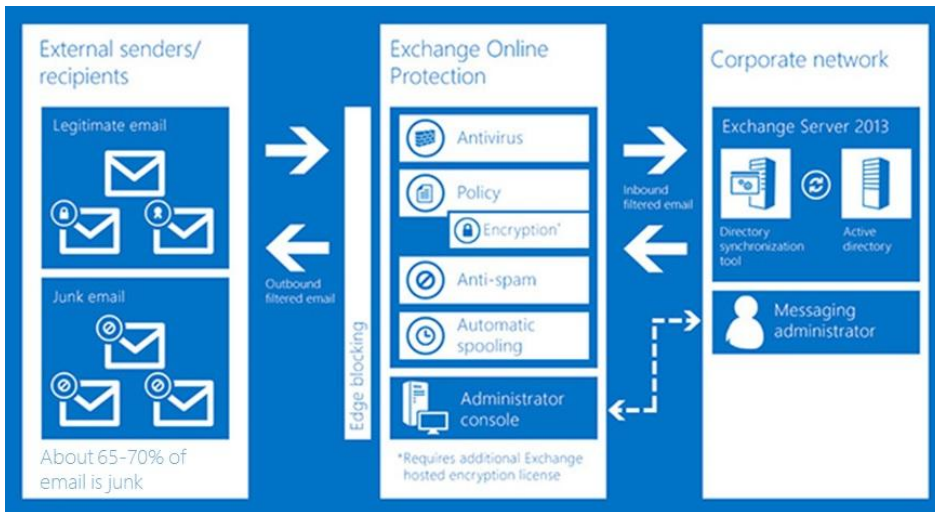 External senders/
recipients
Legitimate email
Junk email
About 65-70% of
email is junk
Outbound
filtered email
Edge blocking
Exchange Online
Protection
Antivirus
Policy
Encryption*
Anti-spam
Automatic
spooling
Administrator
console
*Requires additional Exchange
hosted encryption license
Inbound
filtered email
Corporate network
Exchange Server 2013
Directory
synchronization
tool
Active
directory
Messaging
administrator